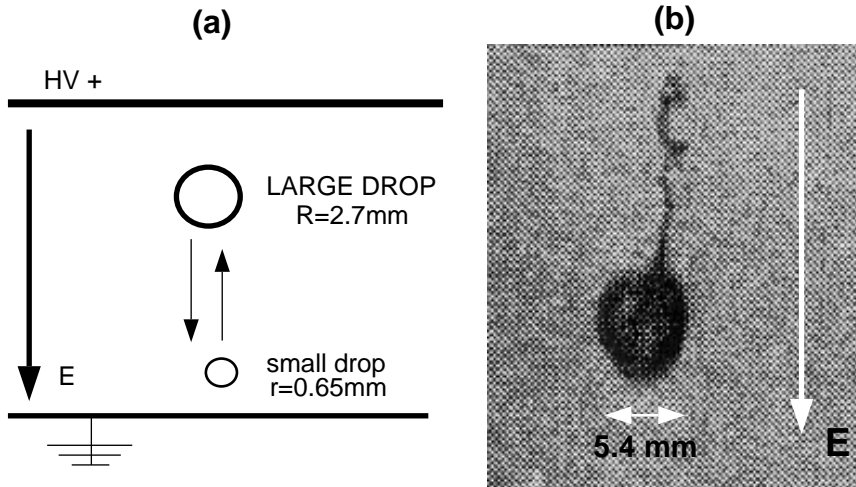 (a)
HV +
LARGE DROP
R=2.7mm
small drop
r=0.65mm
E
(b)
5.4 mm
E